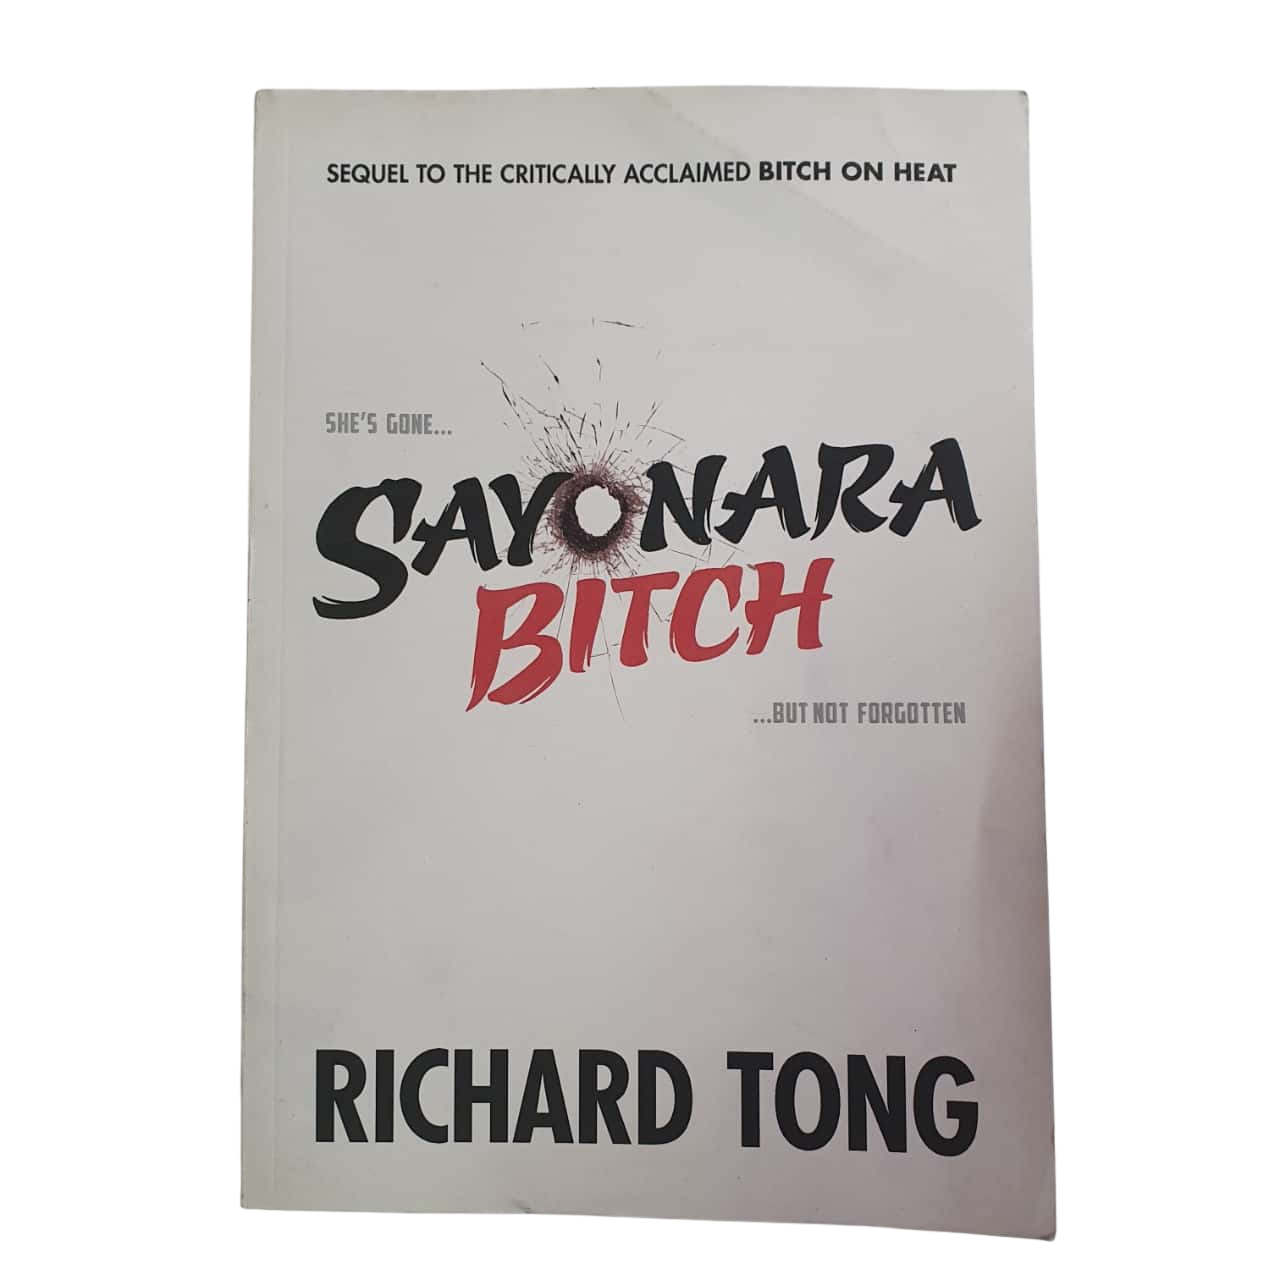 SEQUEL TO THE CRITICALLY ACCLAIMED BITCH ON HEAT
SHE'S GONE...
SAYONARA
BITCH
...BUT NOT FORGOTTEN
RICHARD TONG